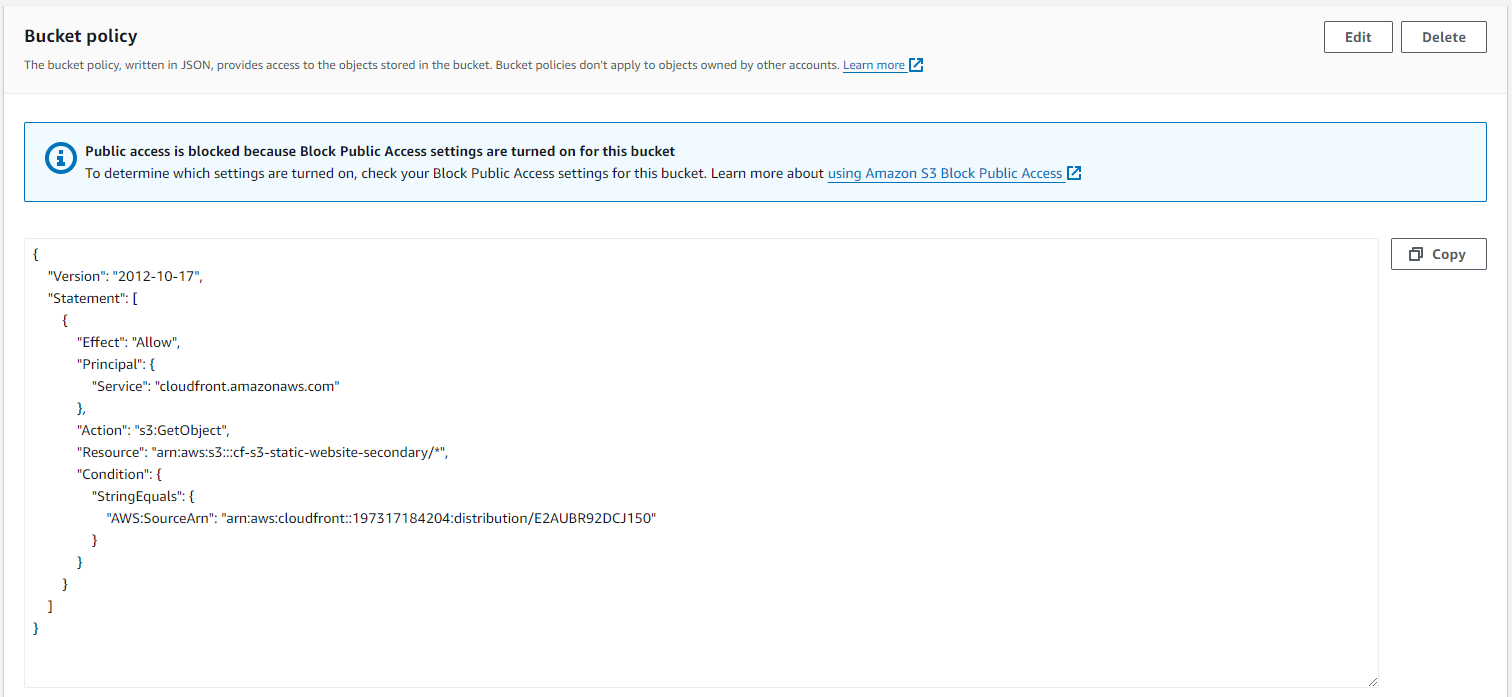 Bucket policy
Edit
Delete
The bucket policy, written in JSON, provides access to the objects stored in the bucket. Bucket policies don't apply to objects owned by other accounts. Learn more
Public access is blocked because Block Public Access settings are turned on for this bucket
To determine which settings are turned on, check your Block Public Access settings for this bucket. Learn more about using Amazon S3 Block Public Access
Copy
{
"Version": "2012-10-17",
"Statement": [
{
"Effect": "Allow",
"Principal": {
"Service": "cloudfront.amazonaws.com"
},
"Action": "s3:GetObject",
"Resource": "arn:aws:s3:::cf-s3-static-website-secondary/*",
"Condition": {
"StringEquals": {
"AWS:SourceArn": "arn:aws:cloudfront::197317184204:distribution/E2AUBR92DCJ150"
}
}
}
]
}